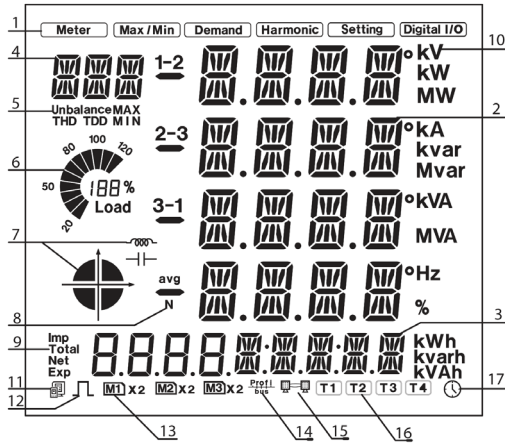 1 Meter Max/Min Demand Harmonic Setting Digital I/O
4 1-2 °kV 10
kW
MW
5 Unbalance MAX
THD TDD MIN
2
2-3 °kA
kvar
Mvar
6 80 100 120
50 188% Load
20
3-1 °kVA
MVA
7
avg °Hz
8 N %
3
9 Imp kWh
Total kvarh
Net kVAh
Exp
11 M1 x2 M2 x2 M3 x2 Profi bus T1 T2 T3 T4 17
12
13 14 15 16